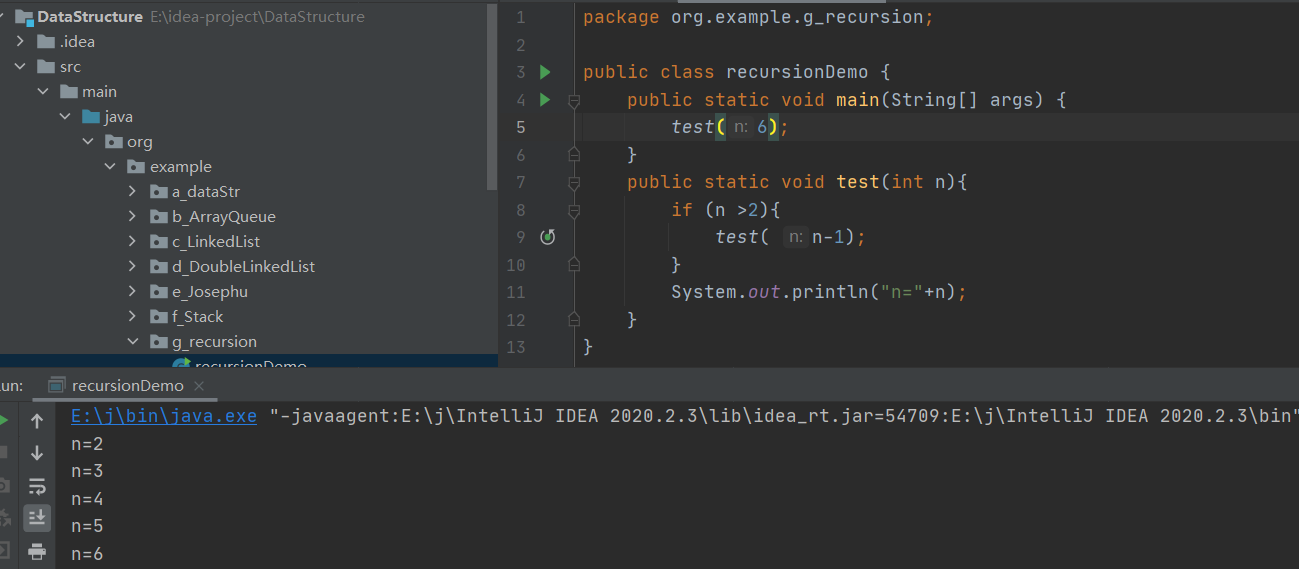 DataStructure E:\idea-project\DataStructure
.idea
src
main
java
org
example
a_dataStr
b_ArrayQueue
c_LinkedList
d_DoubleLinkedList
e_Josephu
f_Stack
g_recursion
recursionDemo
1 package org.example.g_recursion;
2
3 public class recursionDemo {
4 public static void main(String[] args) {
5 test( n: 6);
6 }
7 public static void test(int n){
8 if (n >2){
9 test( n: n-1);
10 }
11 System.out.println("n="+n);
12 }
13 }
un: recursionDemo ×
E:\j\bin\java.exe "-javaagent:E:\j\IntelliJ IDEA 2020.2.3\lib\idea_rt.jar=54709:E:\j\IntelliJ IDEA 2020.2.3\bin"
n=2
n=3
n=4
n=5
n=6